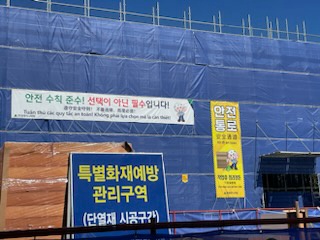 안전 수칙 준수! 선택이 아닌 필수입니다!
Tuân thủ các quy tắc an toàn! Không phải lựa chọn mà là cần thiết!
안전
통로
특별화재예방
관리구역
(단열재 시공구간)